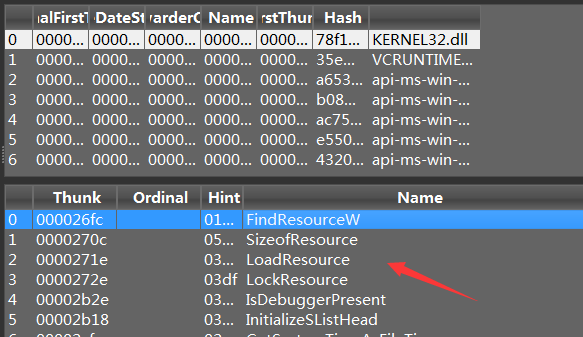 alFirstT DateSt warderC Name rstThu Hash
0 0000... 0000... 0000... 0000... 0000... 78f1... KERNEL32.dll
1 0000... 0000... 0000... 0000... 0000... 35e... VCRUNTIME...
2 0000... 0000... 0000... 0000... 0000... a653... api-ms-win-...
3 0000... 0000... 0000... 0000... 0000... b08... api-ms-win-...
4 0000... 0000... 0000... 0000... 0000... ac75... api-ms-win-...
5 0000... 0000... 0000... 0000... 0000... e550... api-ms-win-...
6 0000... 0000... 0000... 0000... 0000... 4320... api-ms-win-...
Thunk Ordinal Hint Name
0 000026fc 01... FindResourceW
1 0000270c 05... SizeofResource
2 0000271e 03... LoadResource
3 0000272e 03df LockResource
4 00002b2e 03... IsDebuggerPresent
5 00002b18 03... InitializeSListHead